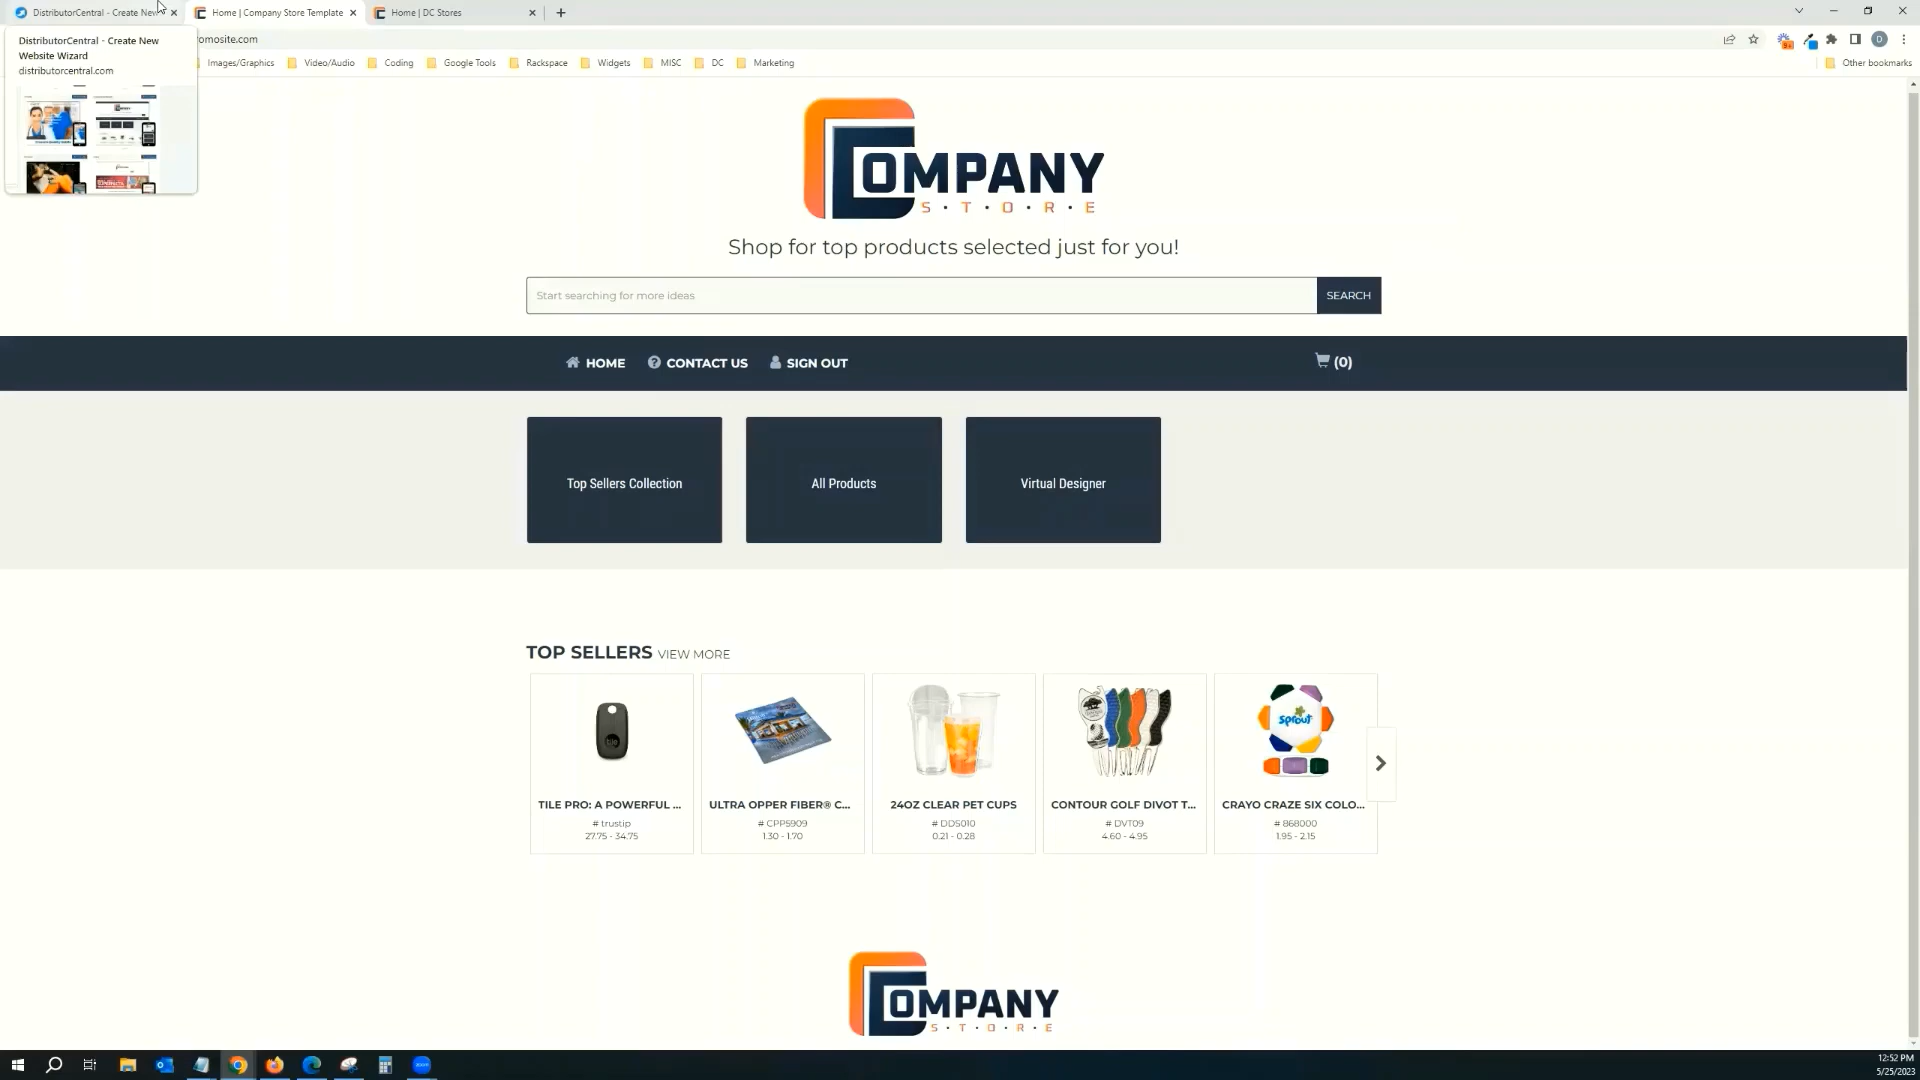 DistributorCentral - Create New
Home | Company Store Template
Home | DC Stores
DistributorCentral - Create New
Website Wizard
distributorcentral.com
omosite.com
Images/Graphics
Video/Audio
Coding
Google Tools
Rackspace
Widgets
MISC
DC
Marketing
Other bookmarks
COMPANY
S·T·O·R·E
Shop for top products selected just for you!
Start searching for more ideas
SEARCH
HOME
CONTACT US
SIGN OUT
(0)
Top Sellers Collection
All Products
Virtual Designer
TOP SELLERS VIEW MORE
tile
sprout
TILE PRO: A POWERFUL ...
# trustip
27.75 - 34.75
ULTRA OPPER FIBER® C...
# CPP5909
1.30 - 1.70
24OZ CLEAR PET CUPS
# DDS010
0.21 - 0.28
CONTOUR GOLF DIVOT T...
# DVT09
4.60 - 4.95
CRAYO CRAZE SIX COLO...
# 868000
1.95 - 2.15
COMPANY
S·T·O·R·E
12:52 PM
5/25/2023